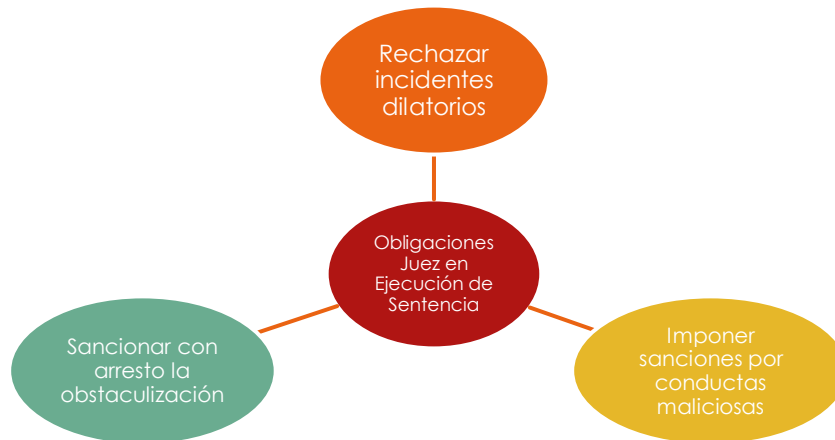 Rechazar
incidentes
dilatorios
Obligaciones
Juez en
Ejecución de
Sentencia
Sancionar con
arresto la
obstaculización
Imponer
sanciones por
conductas
maliciosas